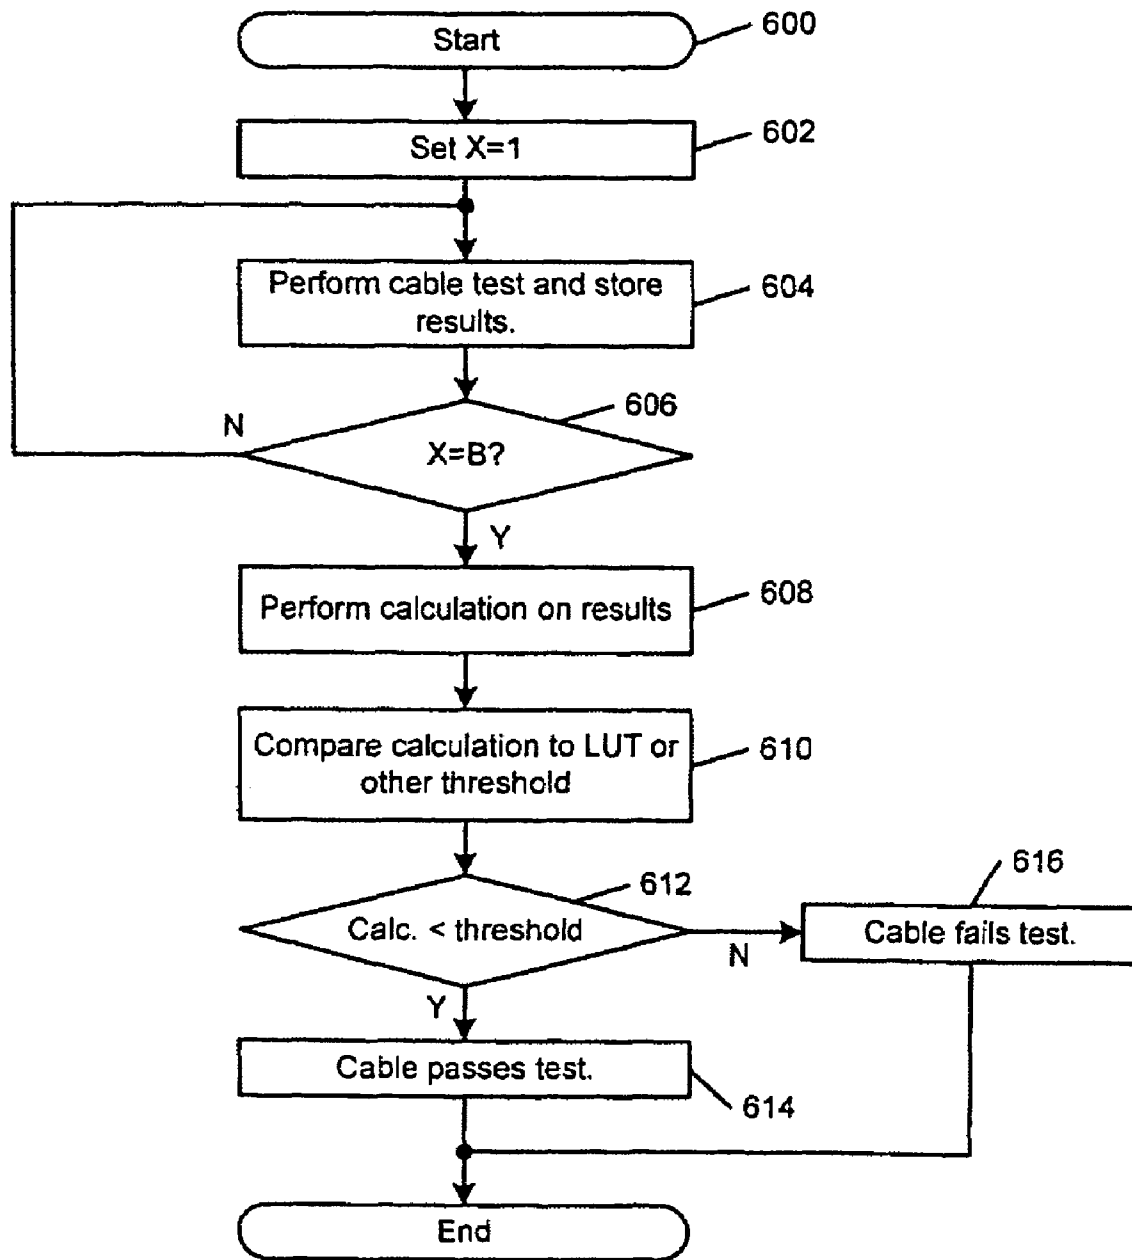 Start
600
Set X=1
602
Perform cable test and store
results.
604
606
N
X=B?
Y
Perform calculation on results
608
Compare calculation to LUT or
other threshold
610
612
616
Calc. < threshold
N
Cable fails test.
Y
Cable passes test.
614
End